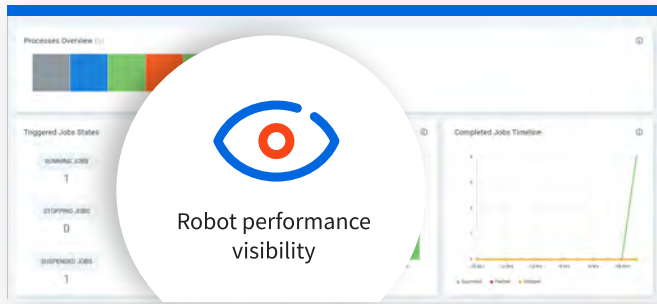 Processes Overview
Triggered Jobs States
Completed Jobs Timeline
RUNNING JOBS
1
STOPPING JOBS
0
SUSPENDED JOBS
1
Robot performance
visibility
Successful